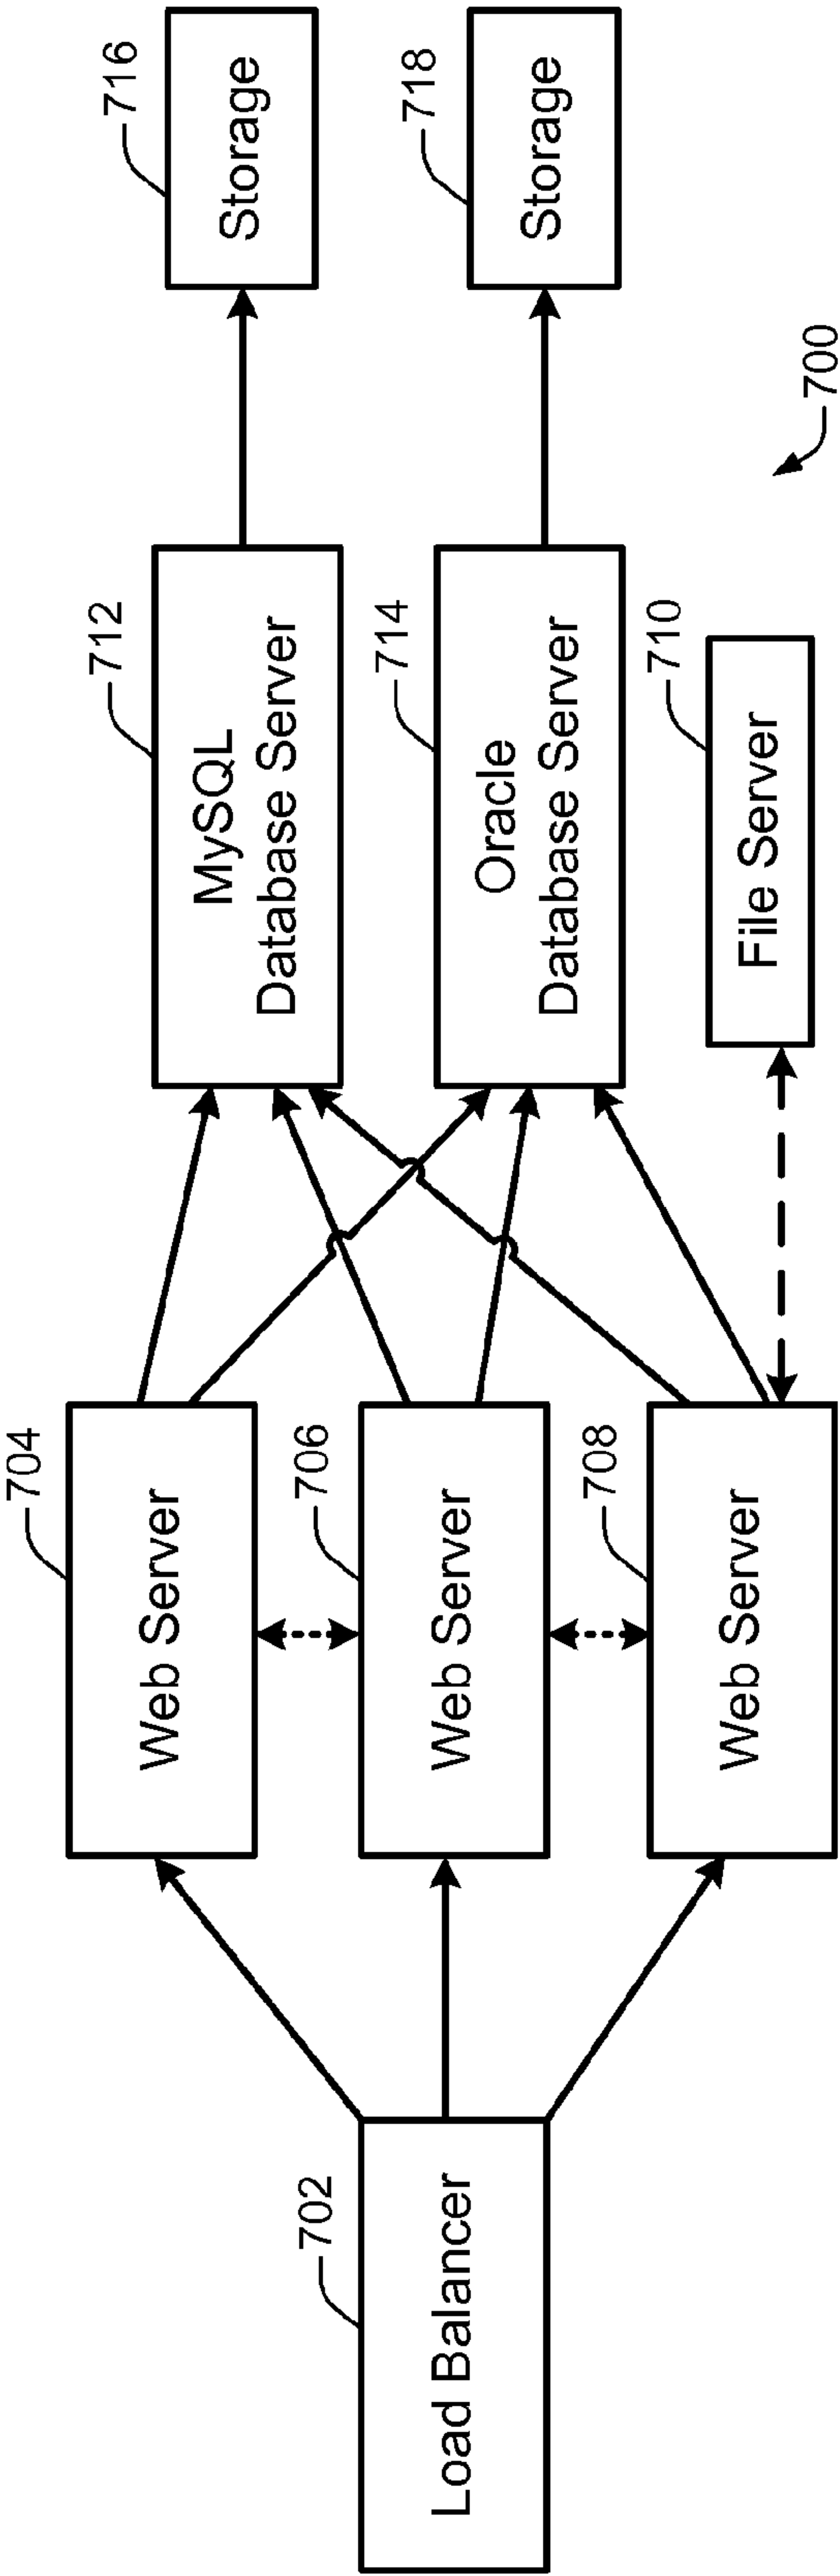 702
Load Balancer
704
Web Server
706
Web Server
708
Web Server
712
MySQL
Database Server
714
Oracle
Database Server
710
File Server
716
Storage
718
Storage
700